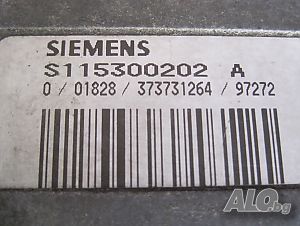 SIEMENS
S115300202 A
0 / 01828 / 373731264 / 97272
ALO.bg